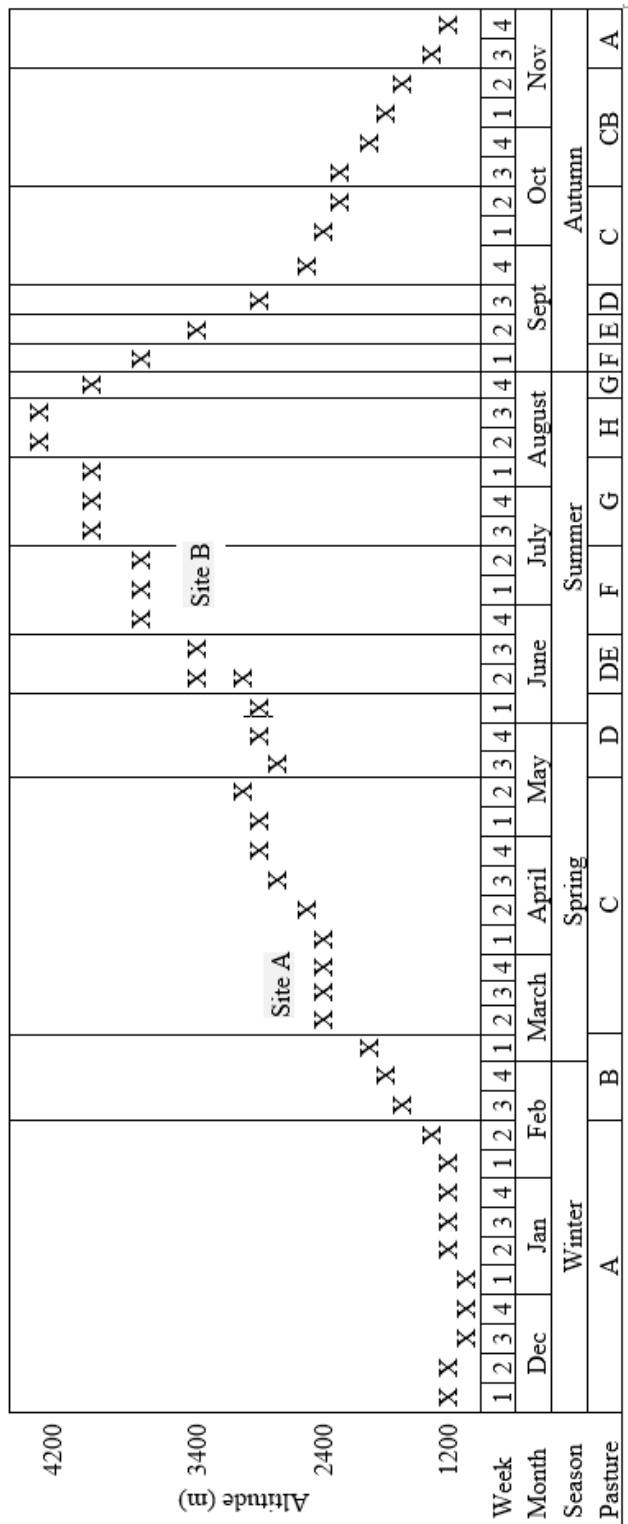 4200 X X
X X X X
X X X X
3400 X X Site B X
X X
X X X X X
Site A X X
X X
2400 X X X X X
X X
X X
X X
X X
X X
1200 X X X X X X X
X X X
Altitude (m)
Week 1 2 3 4 1 2 3 4 1 2 3 4 1 2 3 4 1 2 3 4 1 2 3 4 1 2 3 4 1 2 3 4 1 2 3 4 1 2 3 4 1 2 3 4 1 2 3 4
Month Dec Jan Feb March April May June July August Sept Oct Nov
Season Winter Spring Summer Autumn
Pasture A B C D DE F G H G F E D C CB A